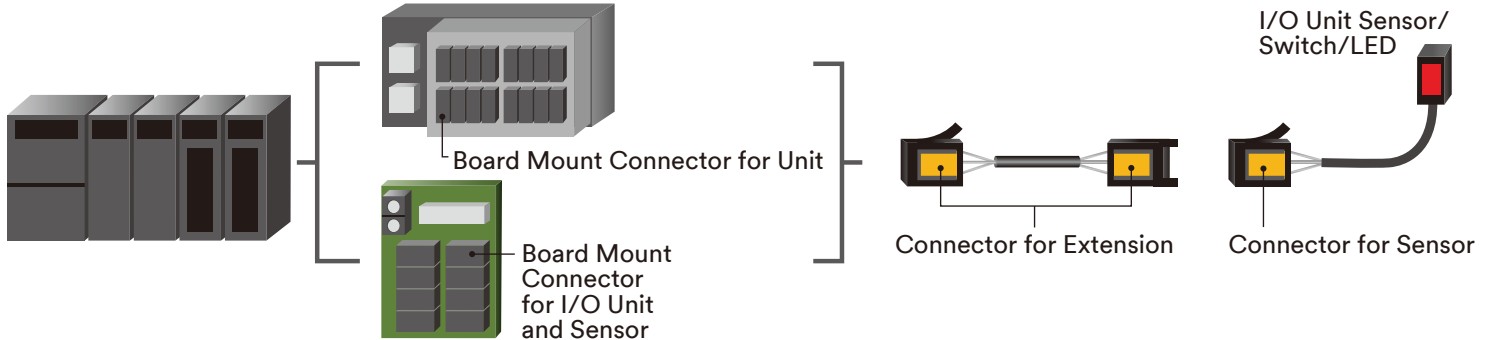 I/O Unit Sensor/
Switch/LED
Board Mount Connector for Unit
Board Mount
Connector
for I/O Unit
and Sensor
Connector for Extension
Connector for Sensor